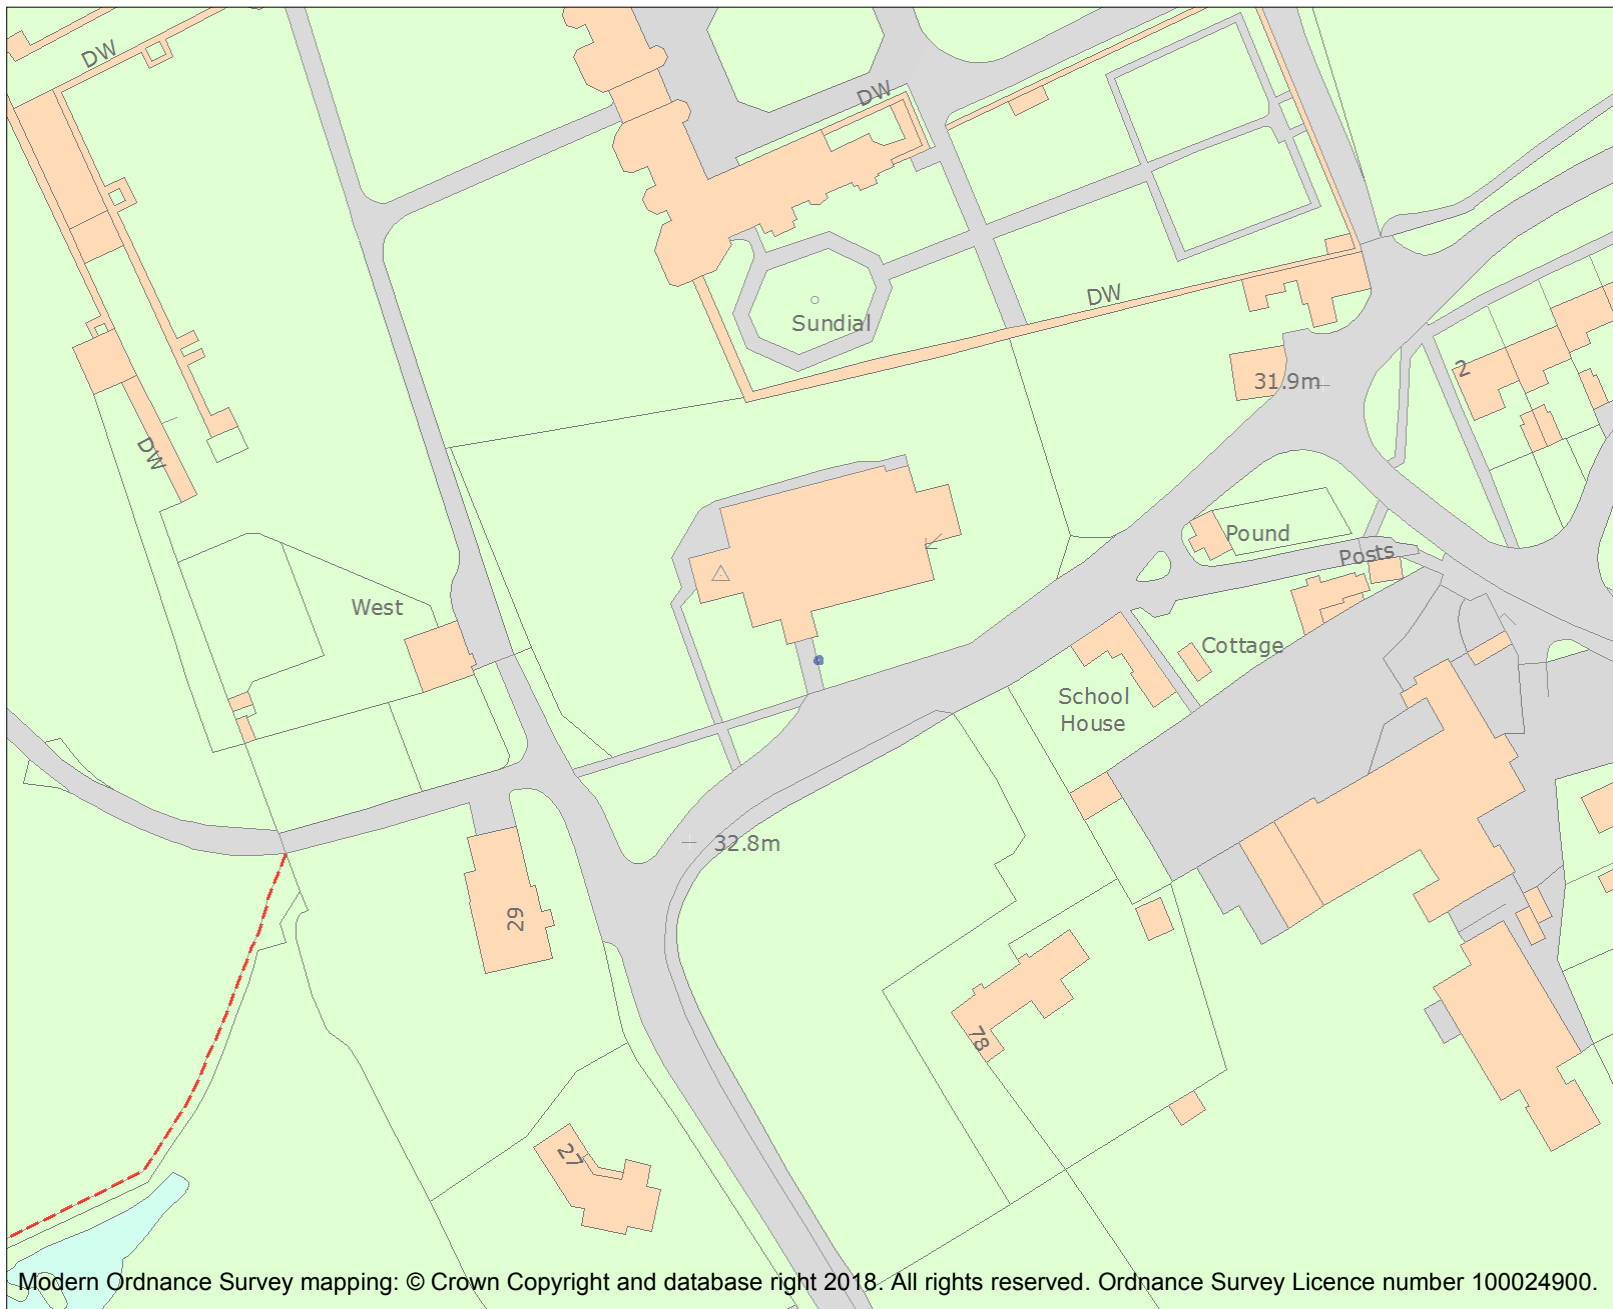 DW
DW
Sundial
DW
31.9m
2
DW
Pound
Posts
West
Cottage
School
House
32.8m
29
78
27
Modern Ordnance Survey mapping: © Crown Copyright and database right 2018. All rights reserved. Ordnance Survey Licence number 100024900.